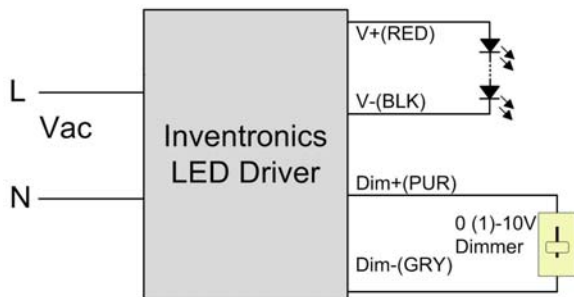 L
Vac
N
Inventronics
LED Driver
V+(RED)
V-(BLK)
Dim+(PUR)
Dim-(GRY)
0 (1)-10V
Dimmer